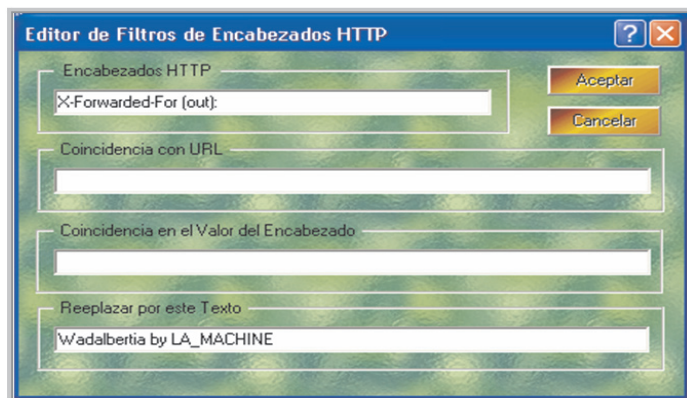 Editor de Filtros de Encabezados HTTP
Encabezados HTTP
X-Forwarded-For (out):
Aceptar
Cancelar
Coincidencia con URL
Coincidencia en el Valor del Encabezado
Reeplazar por este Texto
Wadalbertia by LA_MACHINE